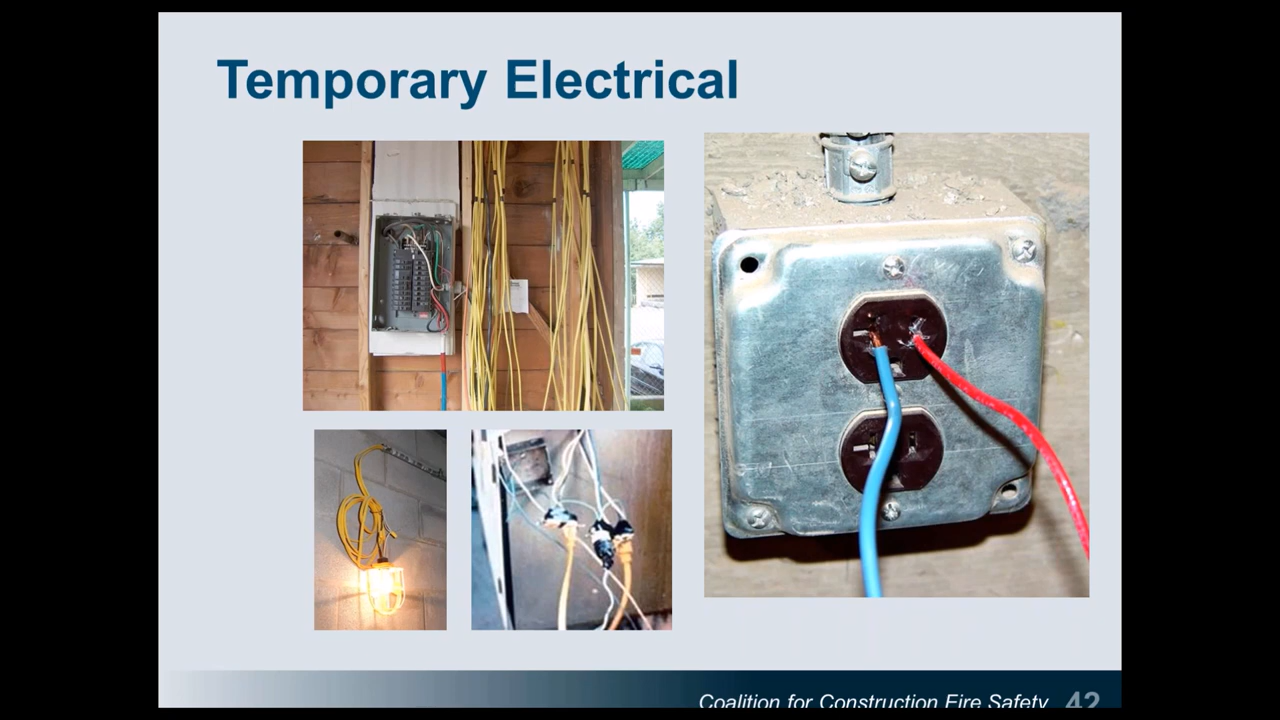 Temporary Electrical
Coalition for Construction Fire Safety 42